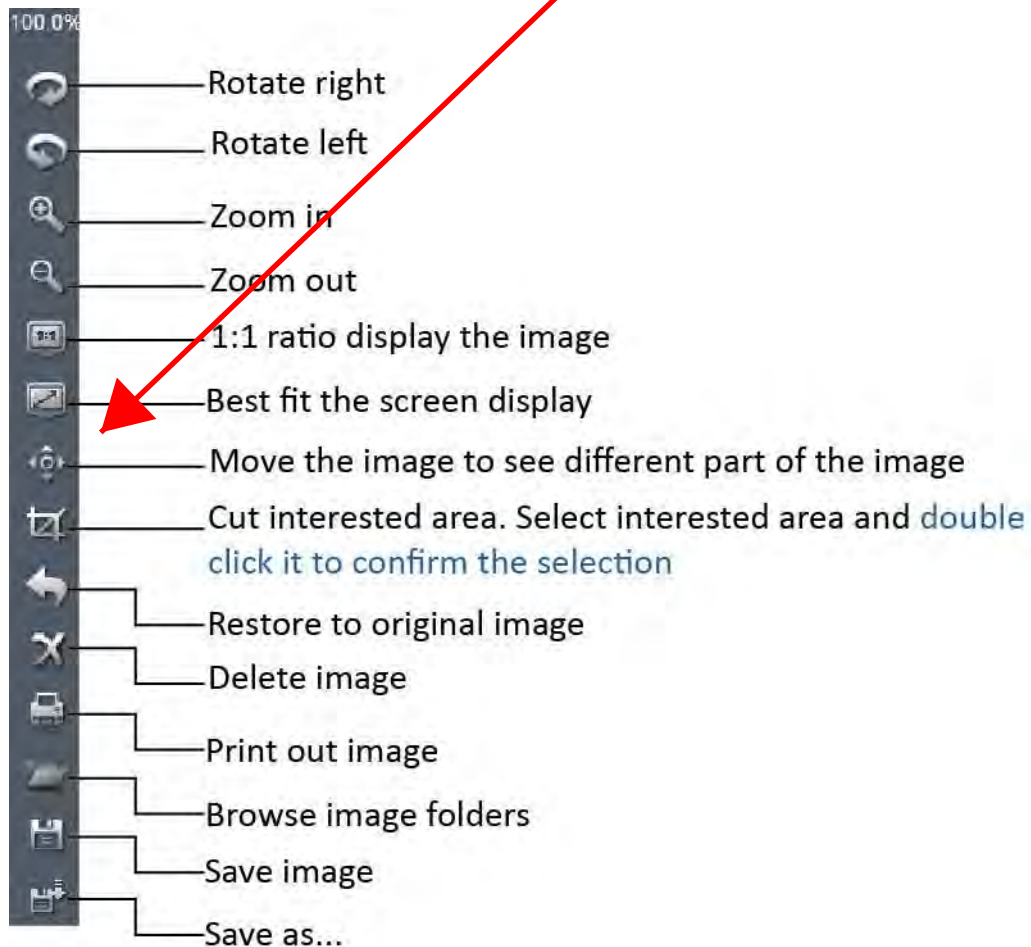 100.0%
Rotate right
Rotate left
Zoom in
Zoom out
1:1
1:1 ratio display the image
Best fit the screen display
Move the image to see different part of the image
Cut interested area. Select interested area and double
click it to confirm the selection
Restore to original image
Delete image
Print out image
Browse image folders
Save image
Save as...